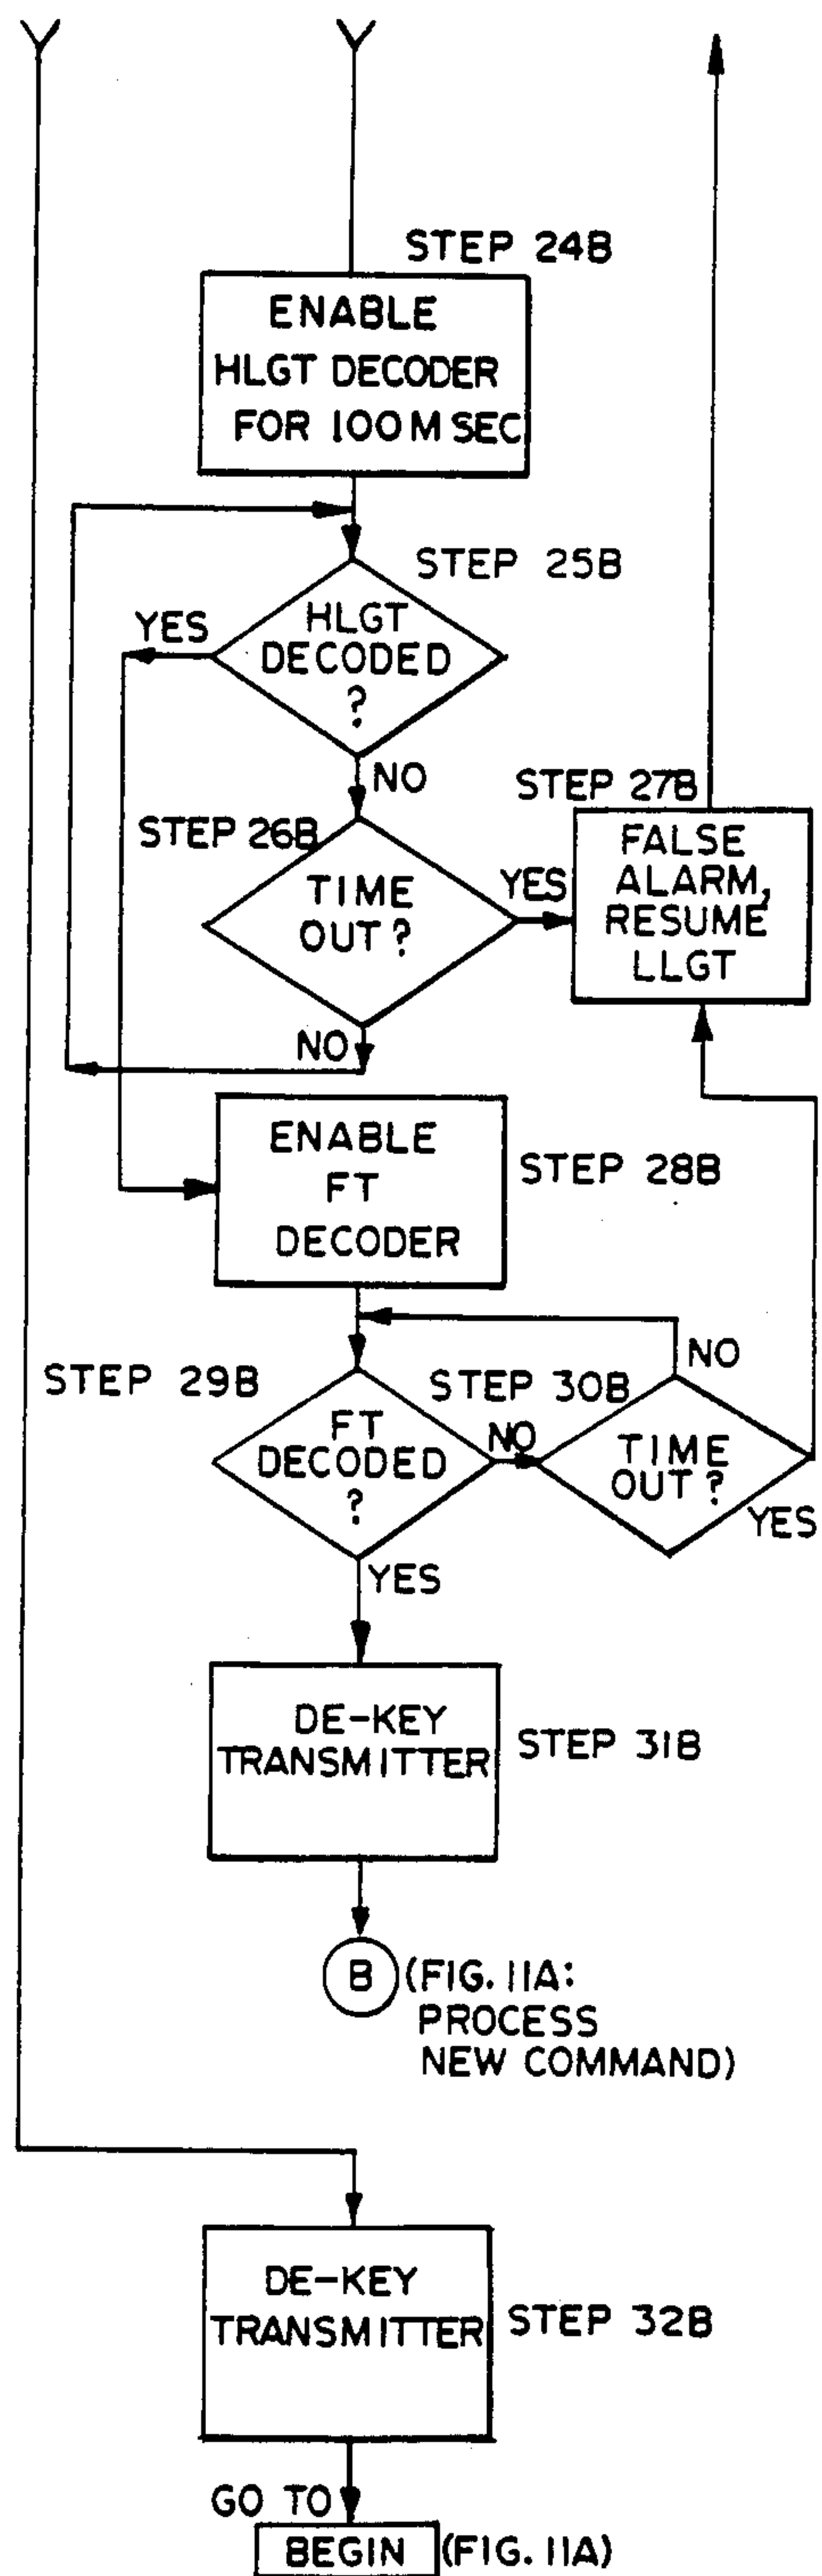 STEP 24B
ENABLE
HLGT DECODER
FOR 100 M SEC
STEP 25B
YES
HLGT
DECODED
?
NO
STEP 26B
TIME
OUT?
YES
NO
STEP 27B
FALSE
ALARM,
RESUME
LLGT
ENABLE
FT
DECODER
STEP 28B
STEP 29B
FT
DECODED
?
NO
STEP 30B
NO
TIME
OUT?
YES
YES
DE-KEY
TRANSMITTER
STEP 31B
B (FIG. 11A:
PROCESS
NEW COMMAND)
DE-KEY
TRANSMITTER
STEP 32B
GO TO
BEGIN (FIG. 11A)